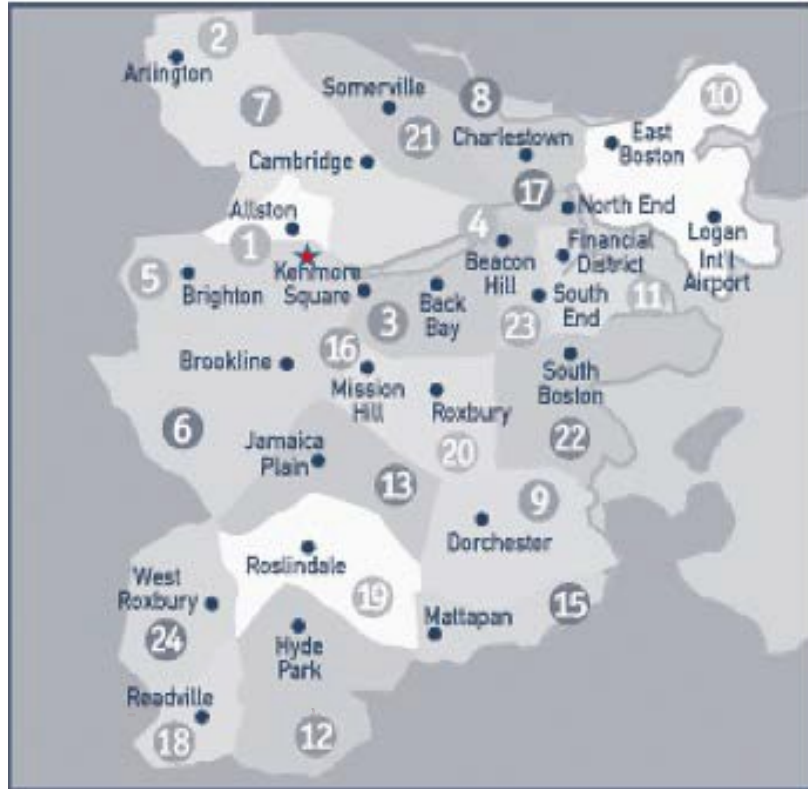 2
Arlington
7
Somerville
8
10
21
Charlestown
East
Boston
Cambridge
17
North End
Allston
4
Logan
Int'l
Airport
1
Beacon
Hill
Financial
District
5
Brighton
Kenmore
Square
3
Back
Bay
South
End
11
23
16
Brookline
Mission
Hill
South
Boston
6
Roxbury
22
Jamaica
Plain
20
13
9
Dorchester
Roslindale
West
Roxbury
19
15
Mattapan
24
Hyde
Park
Readville
18
12